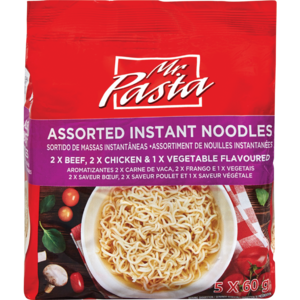 Mr.
Pasta
ASSORTED INSTANT NOODLES
SORTIDO DE MASSAS INSTANTÂNEAS • ASSORTIMENT DE NOUILLES INSTANTANÉES
2 X BEEF, 2 X CHICKEN & 1 X VEGETABLE FLAVOURED
AROMATIZANTES 2 X CARNE DE VACA, 2 X FRANGO E 1 X VEGETAIS
2 X SAVEUR BŒUF, 2 X SAVEUR POULET ET 1 X SAVEUR VÉGÉTALE
5 X 60 g